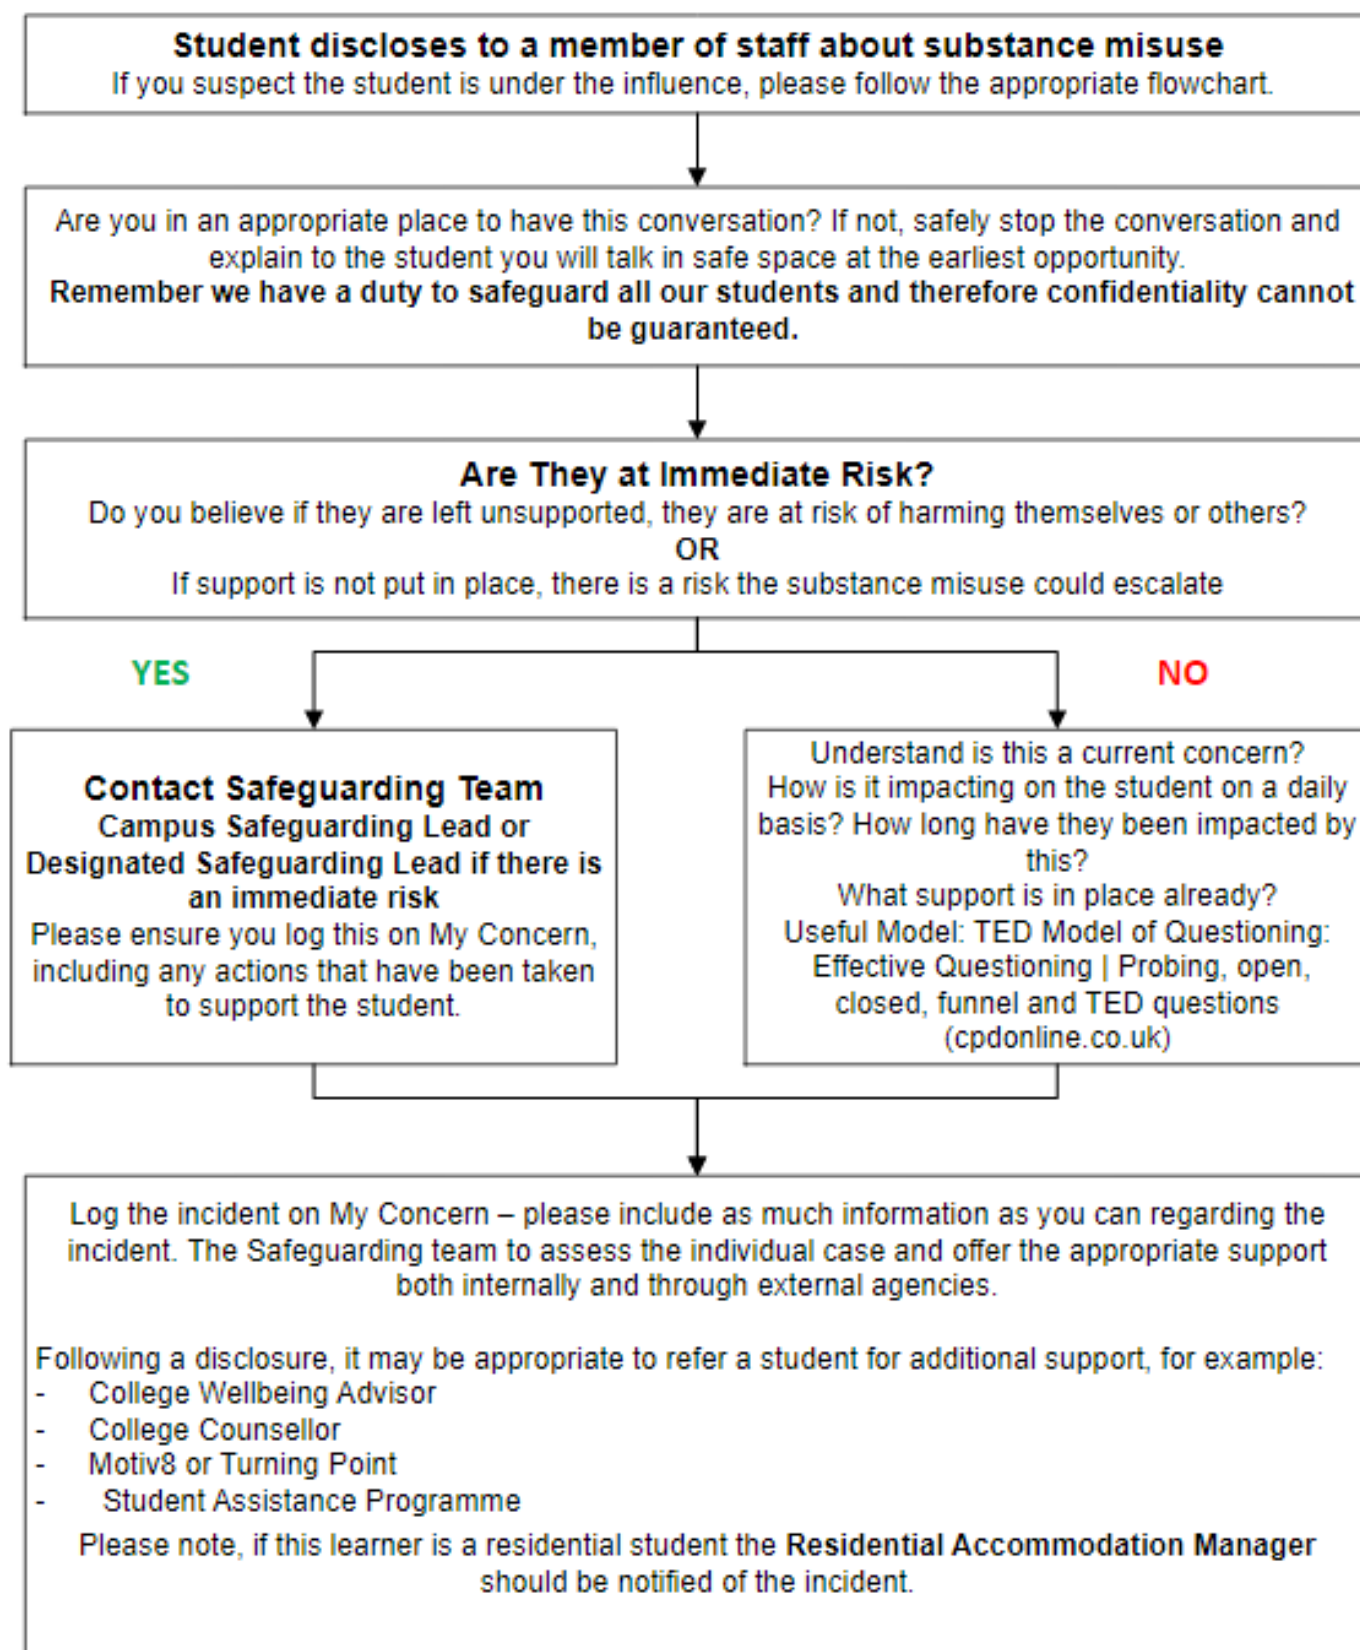 Student discloses to a member of staff about substance misuse
If you suspect the student is under the influence, please follow the appropriate flowchart.
Are you in an appropriate place to have this conversation? If not, safely stop the conversation and
explain to the student you will talk in safe space at the earliest opportunity.
Remember we have a duty to safeguard all our students and therefore confidentiality cannot
be guaranteed.
Are They at Immediate Risk?
Do you believe if they are left unsupported, they are at risk of harming themselves or others?
OR
If support is not put in place, there is a risk the substance misuse could escalate
YES
NO
Contact Safeguarding Team
Campus Safeguarding Lead or
Designated Safeguarding Lead if there is
an immediate risk
Please ensure you log this on My Concern,
including any actions that have been taken
to support the student.
Understand is this a current concern?
How is it impacting on the student on a daily
basis? How long have they been impacted by
this?
What support is in place already?
Useful Model: TED Model of Questioning:
Effective Questioning | Probing, open,
closed, funnel and TED questions
(cpdonline.co.uk)
Log the incident on My Concern – please include as much information as you can regarding the
incident. The Safeguarding team to assess the individual case and offer the appropriate support
both internally and through external agencies.
Following a disclosure, it may be appropriate to refer a student for additional support, for example:
- College Wellbeing Advisor
- College Counsellor
- Motiv8 or Turning Point
- Student Assistance Programme
Please note, if this learner is a residential student the Residential Accommodation Manager
should be notified of the incident.